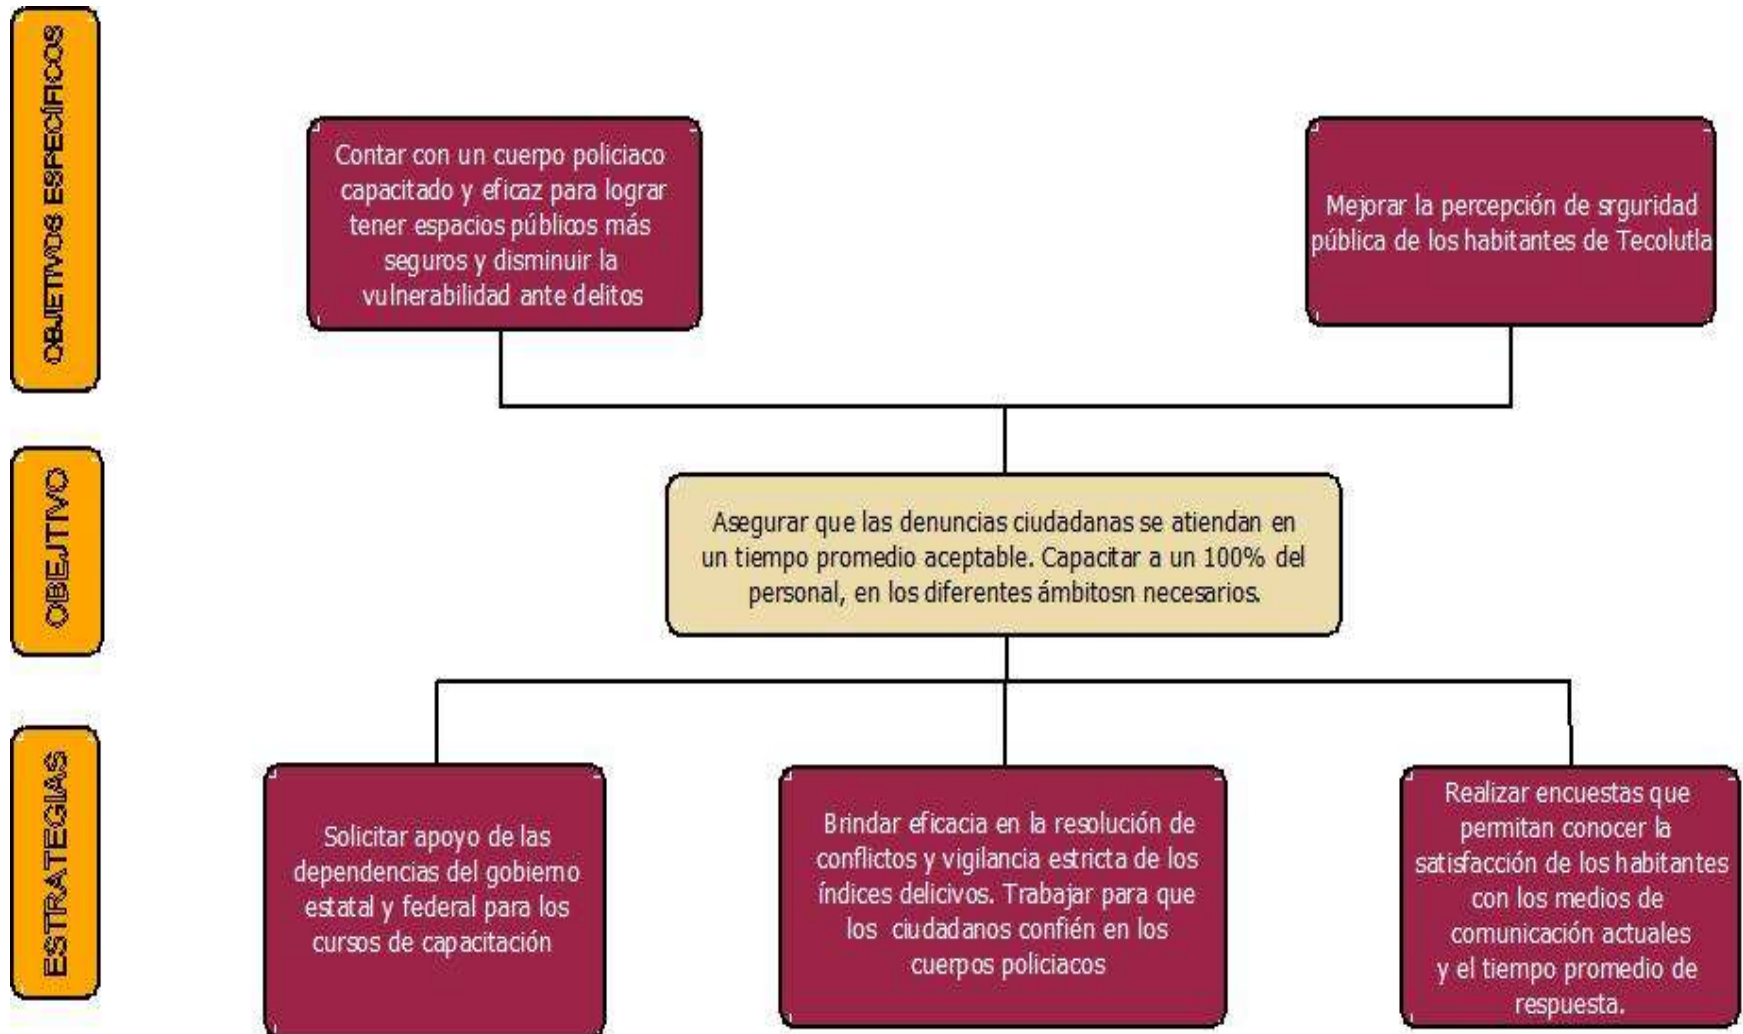 OBJETIVOS ESPECÍFICOS
Contar con un cuerpo policiaco
capacitado y eficaz para lograr
tener espacios públicos más
seguros y disminuir la
vulnerabilidad ante delitos
Mejorar la percepción de srguridad
pública de los habitantes de Tecolutla
OBEJTIVO
Asegurar que las denuncias ciudadanas se atiendan en
un tiempo promedio aceptable. Capacitar a un 100% del
personal, en los diferentes ámbitosn necesarios.
ESTRATEGIAS
Solicitar apoyo de las
dependencias del gobierno
estatal y federal para los
cursos de capacitación
Brindar eficacia en la resolución de
conflictos y vigilancia estricta de los
índices delicivos. Trabajar para que
los ciudadanos confién en los
cuerpos policiacos
Realizar encuestas que
permitan conocer la
satisfacción de los habitantes
con los medios de
comunicación actuales
y el tiempo promedio de
respuesta.